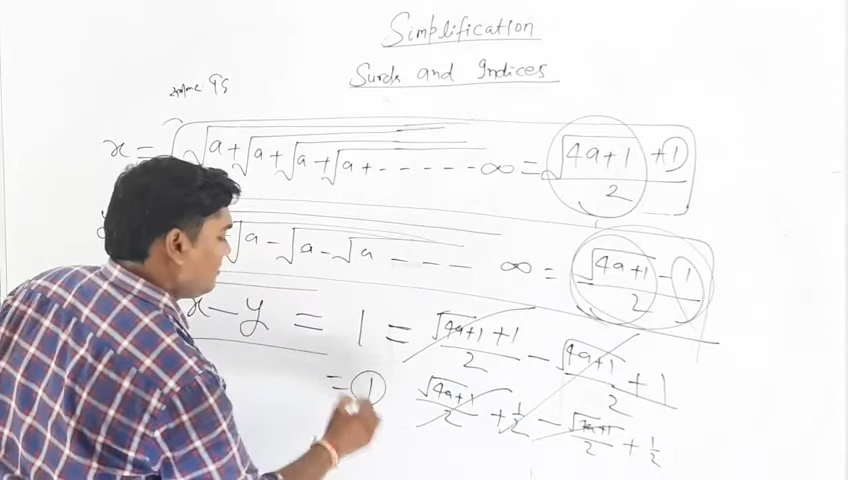 Simplification
Surds and Indices
x = √a + √a + √a + √a + - - - - - - ∞ = √4a+1 + 1 / 2
√a - √a - √a - - - - ∞ = √4a+1 - 1 / 2
x - y = 1 = √4a+1 + 1 / 2 - √4a+1 / 2 + 1
= 1 √4a+1 / 2 + 1/2 - √4a+1 / 2 + 1/2